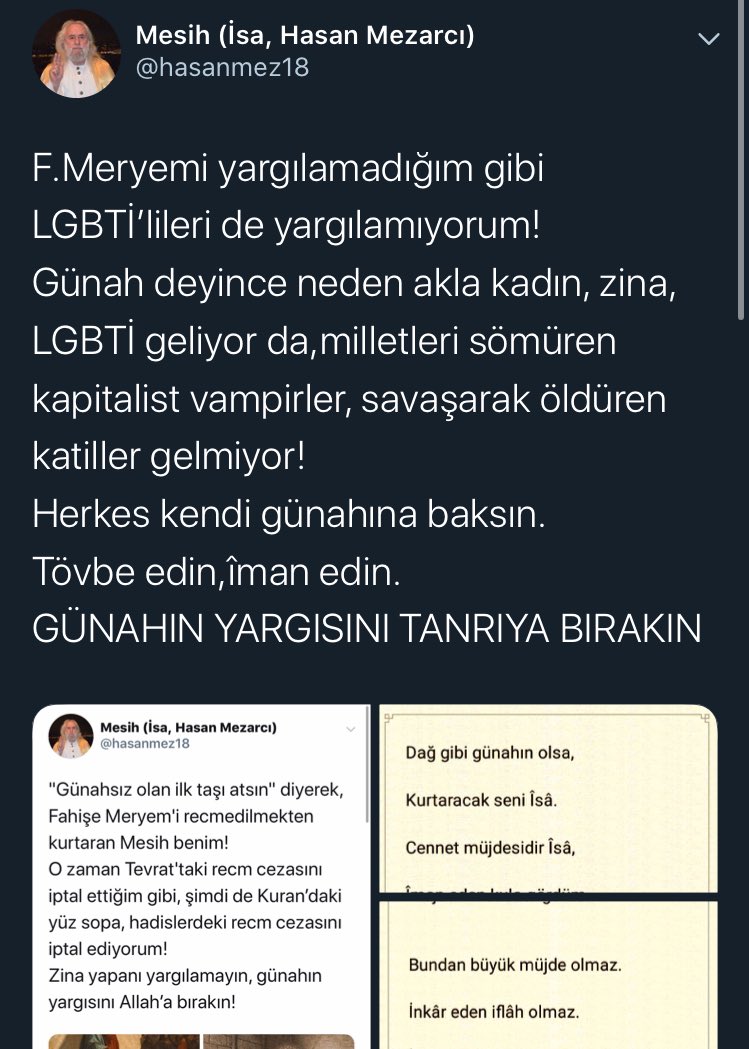 Mesih (İsa, Hasan Mezarcı)
@hasanmez18
F.Meryemi yargılamadığım gibi
LGBTİ’lileri de yargılamıyorum!
Günah deyince neden akla kadın, zina,
LGBTİ geliyor da,milletleri sömüren
kapitalist vampirler, savaşarak öldüren
katiller gelmiyor!
Herkes kendi günahına baksın.
Tövbe edin,îman edin.
GÜNAHIN YARGISINI TANRIYA BIRAKIN
Mesih (İsa, Hasan Mezarcı)
@hasanmez18
"Günahsız olan ilk taşı atsın" diyerek,
Fahişe Meryem'i recmedilmekten
kurtaran Mesih benim!
O zaman Tevrat'taki recm cezasını
iptal ettiğim gibi, şimdi de Kuran’daki
yüz sopa, hadislerdeki recm cezasını
iptal ediyorum!
Zina yapanı yargılamayın, günahın
yargısını Allah’a bırakın!
Dağ gibi günahın olsa,
Kurtaracak seni Îsâ.
Cennet müjdesidir Îsâ,
Bundan büyük müjde olmaz.
İnkâr eden iflâh olmaz.